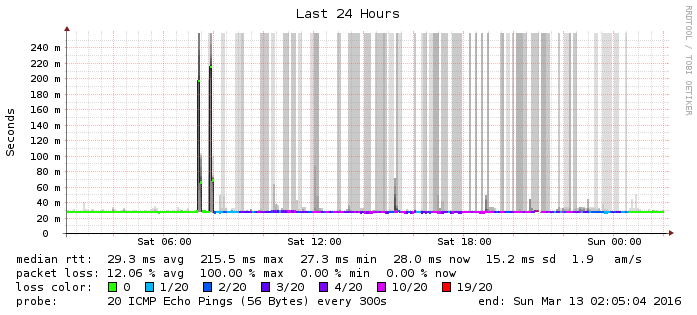 Last 24 Hours
RRDTOOL / TOBI OETIKER
Seconds
240 m
220 m
200 m
180 m
160 m
140 m
120 m
100 m
80 m
60 m
40 m
20 m
0
Sat 06:00 Sat 12:00 Sat 18:00 Sun 00:00
median rtt: 29.3 ms avg 215.5 ms max 27.3 ms min 28.0 ms now 15.2 ms sd 1.9 am/s
packet loss: 12.06 % avg 100.00 % max 0.00 % min 0.00 % now
loss color: 0 1/20 2/20 3/20 4/20 10/20 19/20
probe: 20 ICMP Echo Pings (56 Bytes) every 300s end: Sun Mar 13 02:05:04 2016